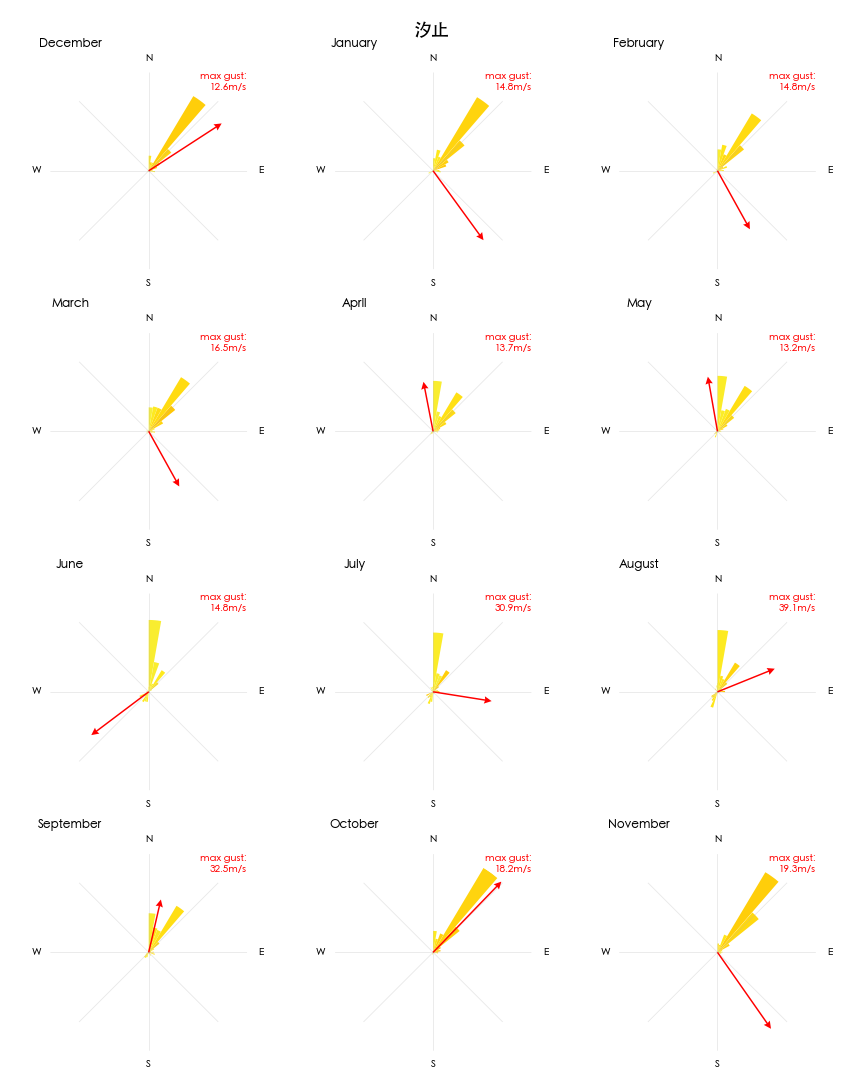 汐止
December
N
max gust:
12.6m/s
W
E
S
January
N
max gust:
14.8m/s
W
E
S
February
N
max gust:
14.8m/s
W
E
S
March
N
max gust:
16.5m/s
W
E
S
April
N
max gust:
13.7m/s
W
E
S
May
N
max gust:
13.2m/s
W
E
S
June
N
max gust:
14.8m/s
W
E
S
July
N
max gust:
30.9m/s
W
E
S
August
N
max gust:
39.1m/s
W
E
S
September
N
max gust:
32.5m/s
W
E
S
October
N
max gust:
18.2m/s
W
E
S
November
N
max gust:
19.3m/s
W
E
S